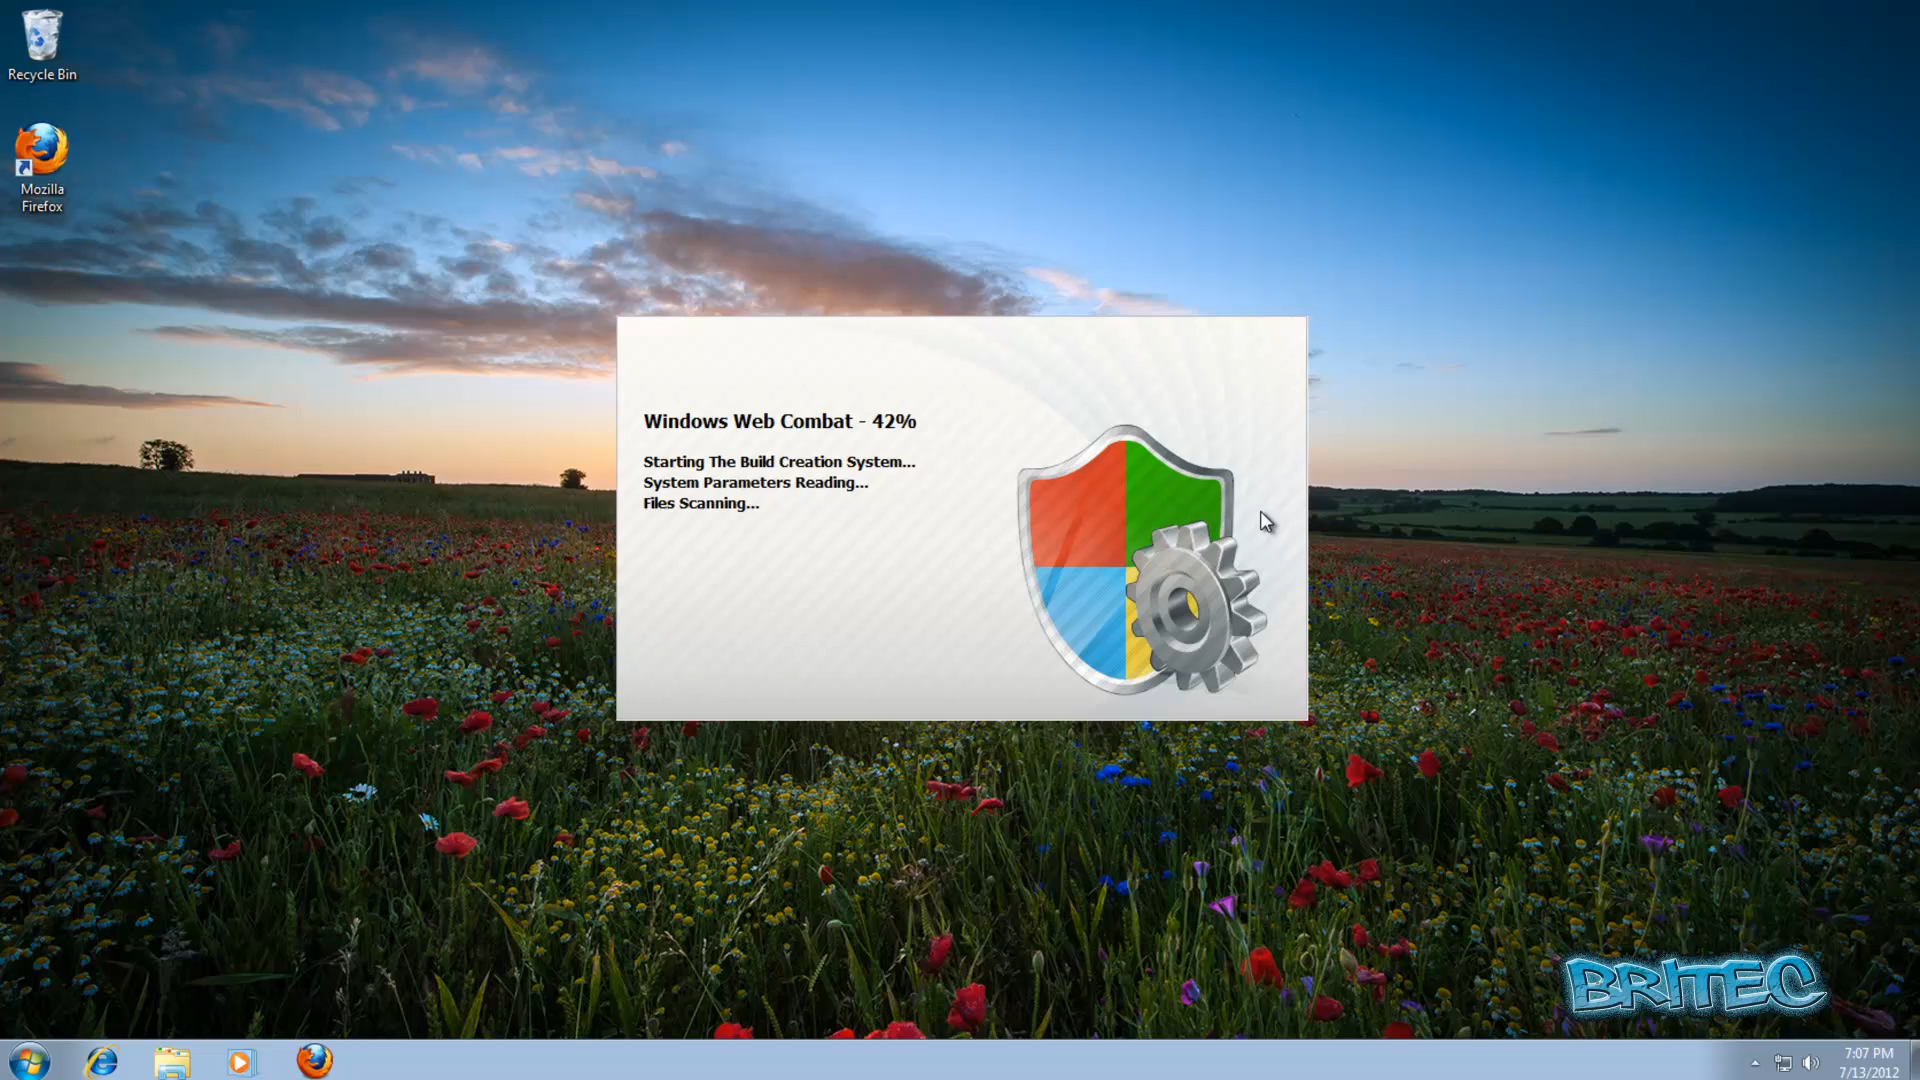 Recycle Bin
Mozilla
Firefox
Windows Web Combat - 42%
Starting The Build Creation System...
System Parameters Reading...
Files Scanning...
BRITEC
7:07 PM
7/13/2012